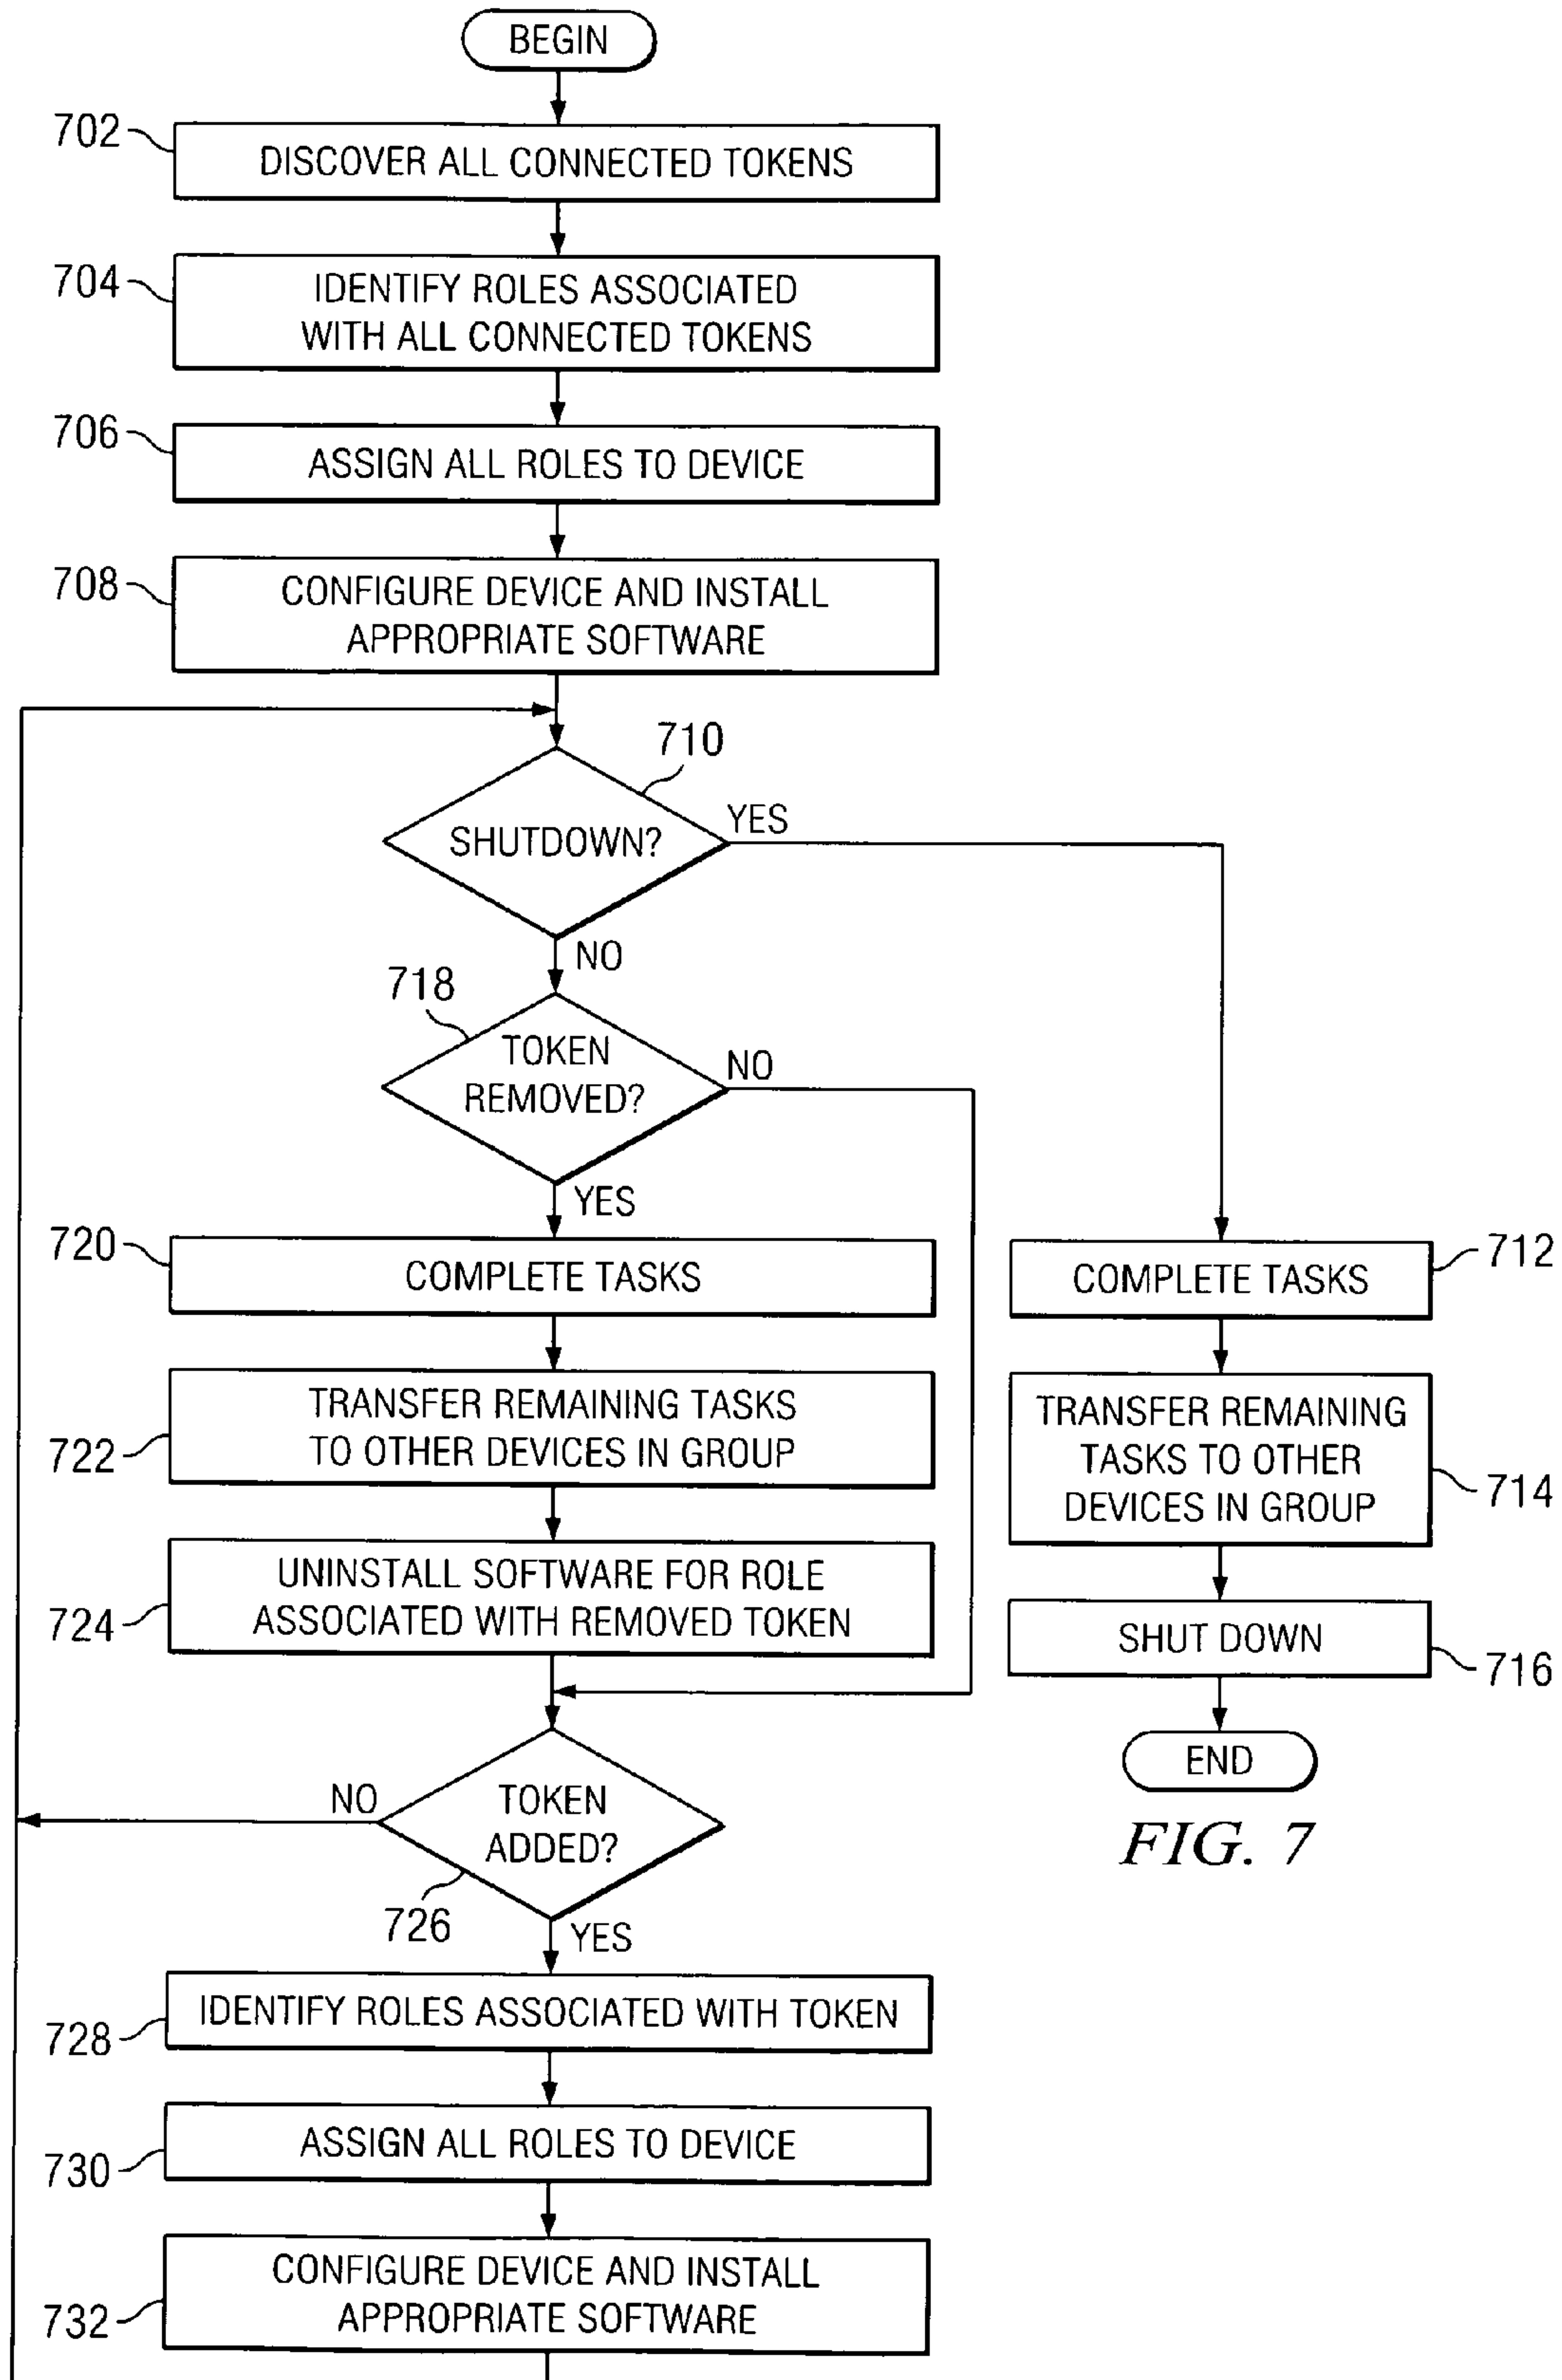 BEGIN
702
DISCOVER ALL CONNECTED TOKENS
704
IDENTIFY ROLES ASSOCIATED
WITH ALL CONNECTED TOKENS
706
ASSIGN ALL ROLES TO DEVICE
708
CONFIGURE DEVICE AND INSTALL
APPROPRIATE SOFTWARE
710
SHUTDOWN?
YES
NO
718
TOKEN
REMOVED?
NO
YES
720
COMPLETE TASKS
722
TRANSFER REMAINING TASKS
TO OTHER DEVICES IN GROUP
724
UNINSTALL SOFTWARE FOR ROLE
ASSOCIATED WITH REMOVED TOKEN
712
COMPLETE TASKS
714
TRANSFER REMAINING
TASKS TO OTHER
DEVICES IN GROUP
SHUT DOWN
716
END
FIG. 7
NO
TOKEN
ADDED?
726
YES
728
IDENTIFY ROLES ASSOCIATED WITH TOKEN
730
ASSIGN ALL ROLES TO DEVICE
732
CONFIGURE DEVICE AND INSTALL
APPROPRIATE SOFTWARE